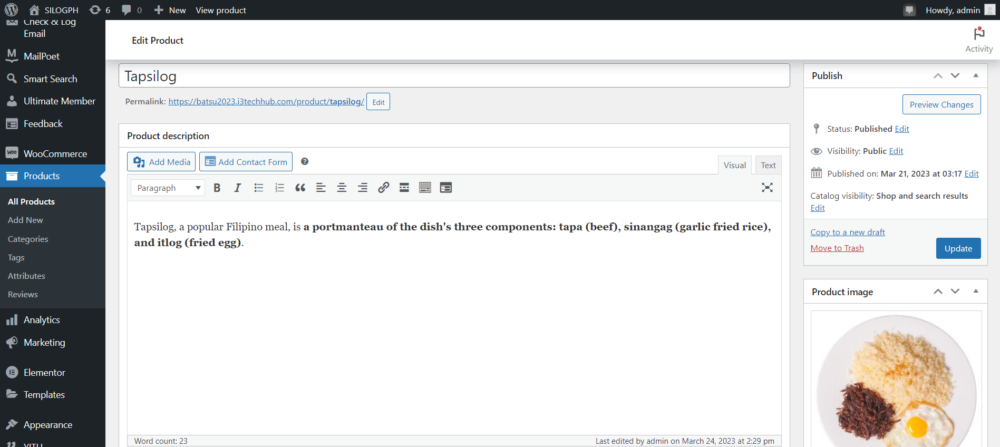 SILOGPH 6 0 New View product Howdy, admin
Check & Log
Email
MailPoet
Smart Search
Ultimate Member
Feedback
WooCommerce
Products
All Products
Add New
Categories
Tags
Attributes
Reviews
Analytics
Marketing
Elementor
Templates
Appearance
YITH
Edit Product
Activity
Tapsilog
Permalink: https://batsu2023.i3techhub.com/product/tapsilog/ Edit
Product description
Add Media Add Contact Form
Visual Text
Paragraph
Tapsilog, a popular Filipino meal, is a portmanteau of the dish's three components: tapa (beef), sinangag (garlic fried rice),
and itlog (fried egg).
Word count: 23 Last edited by admin on March 24, 2023 at 2:29 pm
Publish
Preview Changes
Status: Published Edit
Visibility: Public Edit
Published on: Mar 21, 2023 at 03:17 Edit
Catalog visibility: Shop and search results
Edit
Copy to a new draft
Move to Trash
Update
Product image